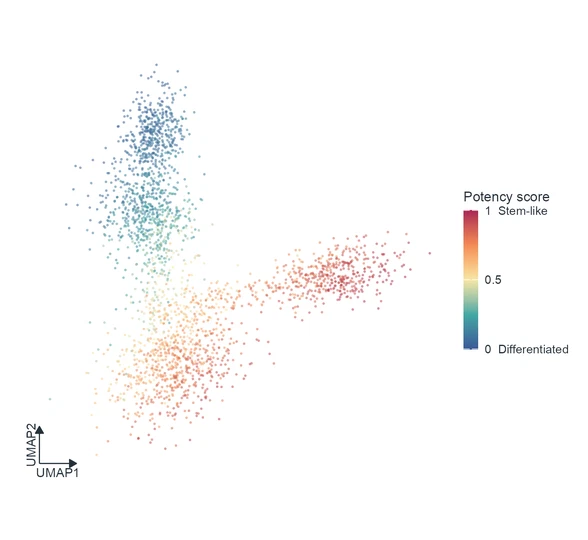 Potency score
1 Stem-like
0.5
0 Differentiated
UMAP2
UMAP1